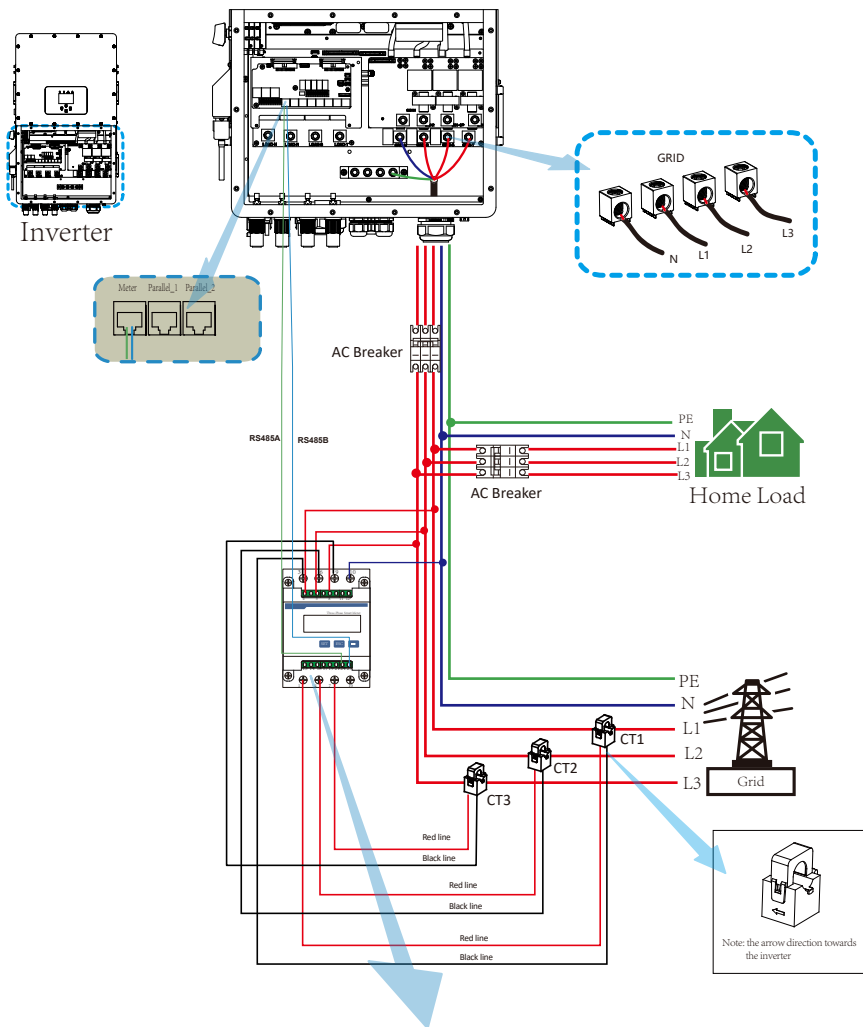 GRID
N
L1
L2
L3
Inverter
Meter Parallel_1 Parallel_2
AC Breaker
RS485A
RS485B
PE
N
L1
L2
L3
AC Breaker
Home Load
PE
N
L1
L2
L3
CT1
CT2
CT3
Grid
Red line
Black line
Red line
Black line
Red line
Black line
Note: the arrow direction towards
the inverter